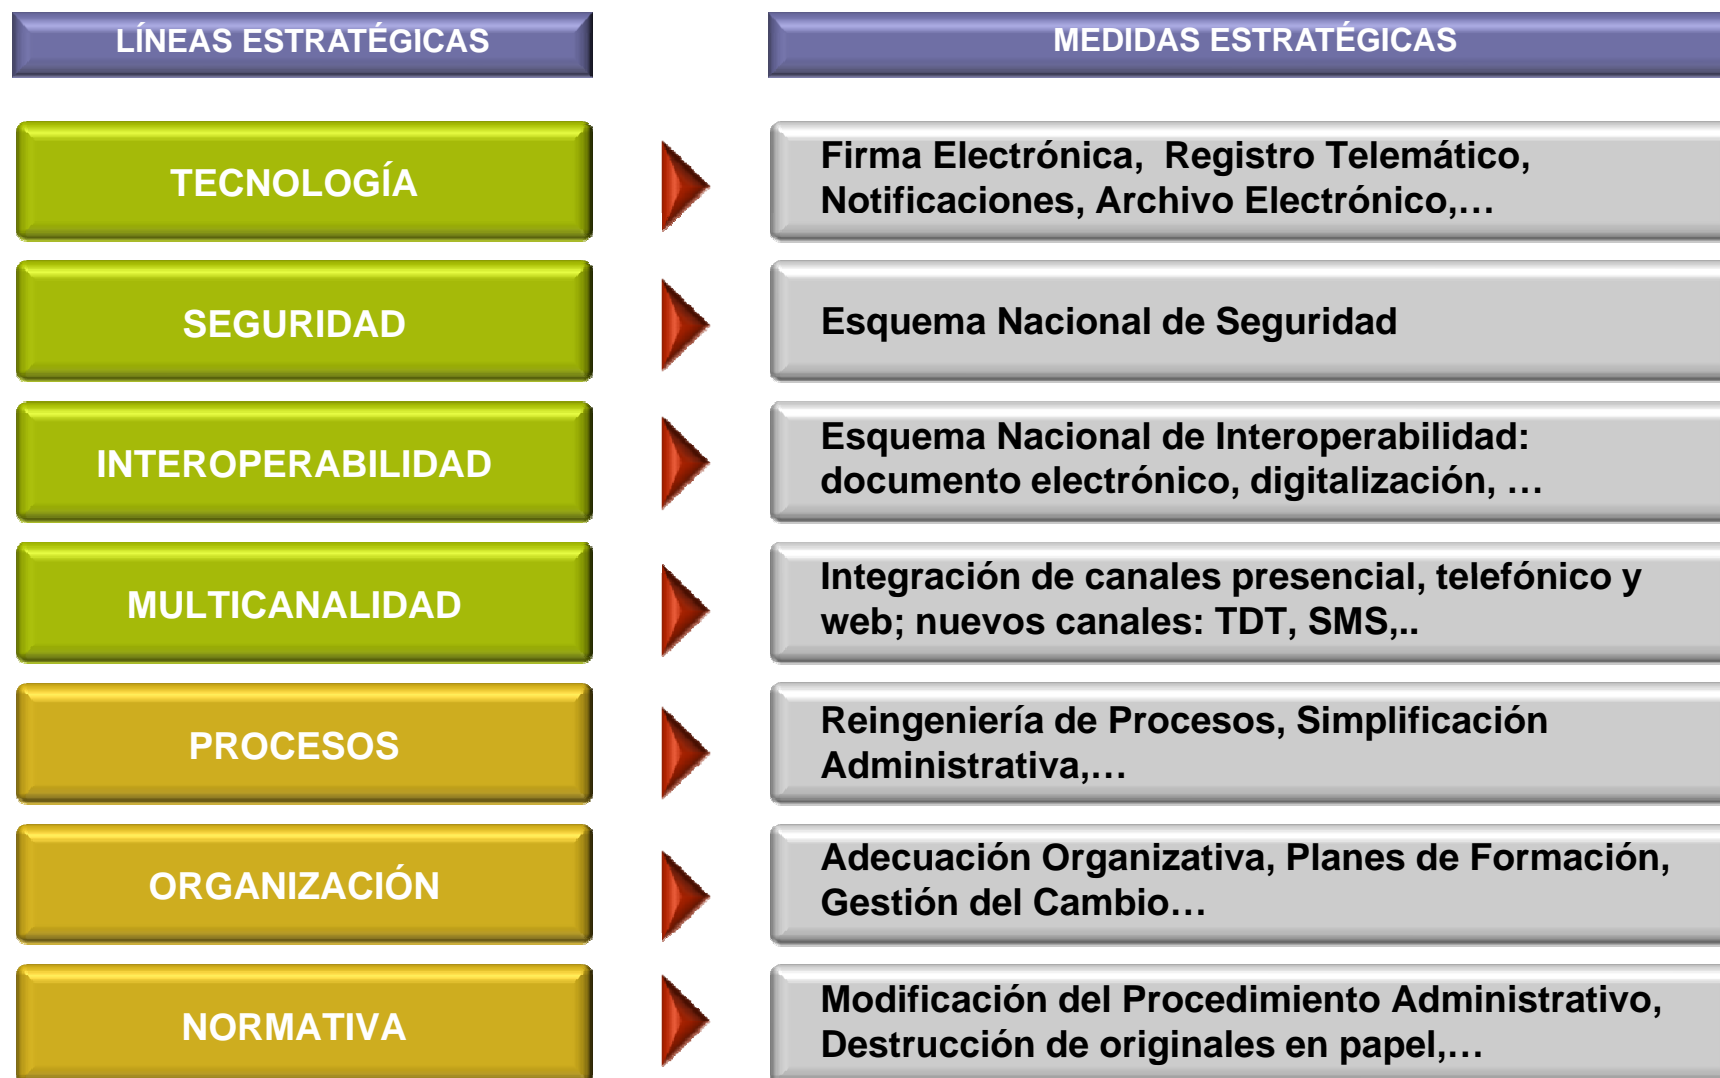 LÍNEAS ESTRATÉGICAS
MEDIDAS ESTRATÉGICAS
TECNOLOGÍA
Firma Electrónica, Registro Telemático,
Notificaciones, Archivo Electrónico,…
SEGURIDAD
Esquema Nacional de Seguridad
INTEROPERABILIDAD
Esquema Nacional de Interoperabilidad:
documento electrónico, digitalización, …
MULTICANALIDAD
Integración de canales presencial, telefónico y
web; nuevos canales: TDT, SMS,..
PROCESOS
Reingeniería de Procesos, Simplificación
Administrativa,…
ORGANIZACIÓN
Adecuación Organizativa, Planes de Formación,
Gestión del Cambio…
NORMATIVA
Modificación del Procedimiento Administrativo,
Destrucción de originales en papel,…